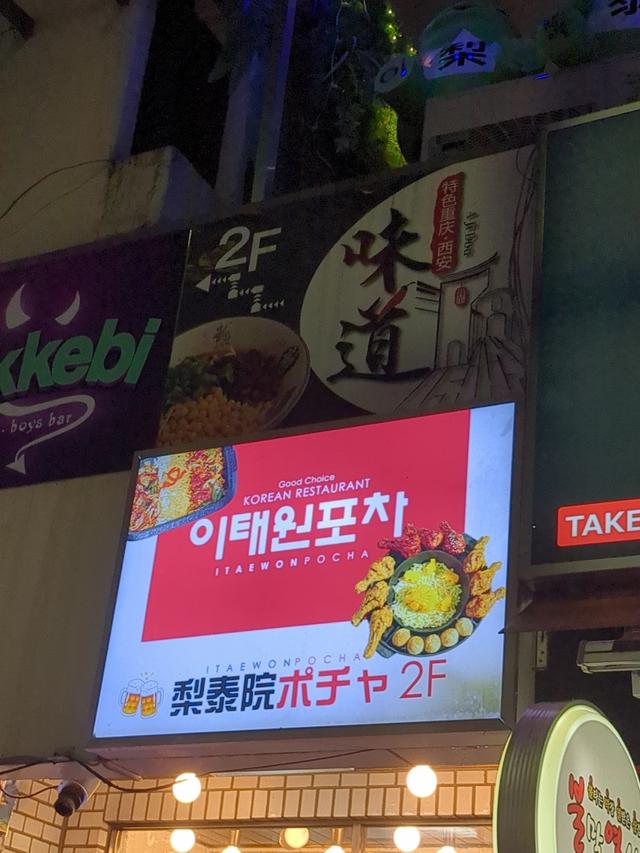 梨
kkebi
boys bar
2F
味道
特色重庆·西安
Good Choice
KOREAN RESTAURANT
이태원포차
ITAEWONPOCHA
ITAEWONPOCHA
梨泰院ポチャ 2F
TAKE